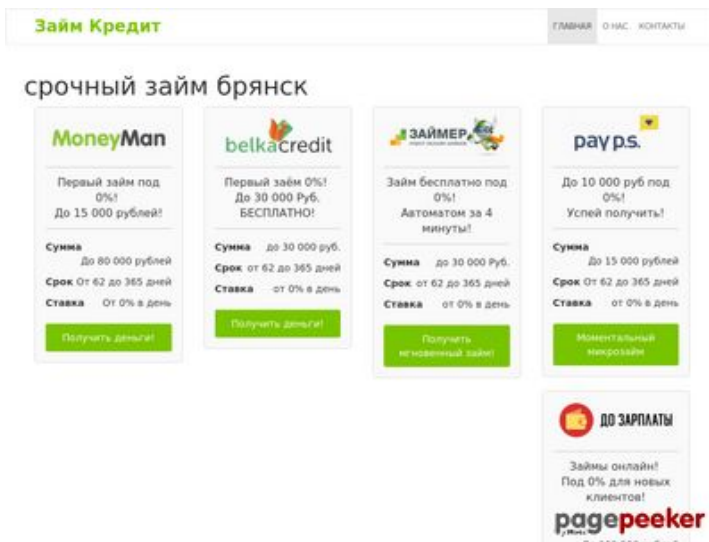 Займ Кредит
ГЛАВНАЯ О НАС КОНТАКТЫ
срочный займ брянск
MoneyMan
Первый займ под
0%!
До 15 000 рублей!
Сумма
До 80 000 рублей
Срок От 62 до 365 дней
Ставка От 0% в день
Получить деньги!
belkacredit
Первый заём 0%!
До 30 000 Руб.
БЕСПЛАТНО!
Сумма до 30 000 руб.
Срок от 62 до 365 дней
Ставка от 0% в день
Получить деньги!
ЗАЙМЕР
Займ бесплатно под
0%!
Автоматом за 4
минуты!
Сумма до 30 000 Руб.
Срок от 62 до 365 дней
Ставка от 0% в день
Получить
мгновенный займ!
pay p.s.
До 10 000 руб под
0%!
Успей получить!
Сумма
До 15 000 рублей
Срок От 62 до 365 дней
Ставка от 0% в день
Моментальный
микрозайм
ДО ЗАРПЛАТЫ
Займы онлайн!
Под 0% для новых
клиентов!
pagepeeker